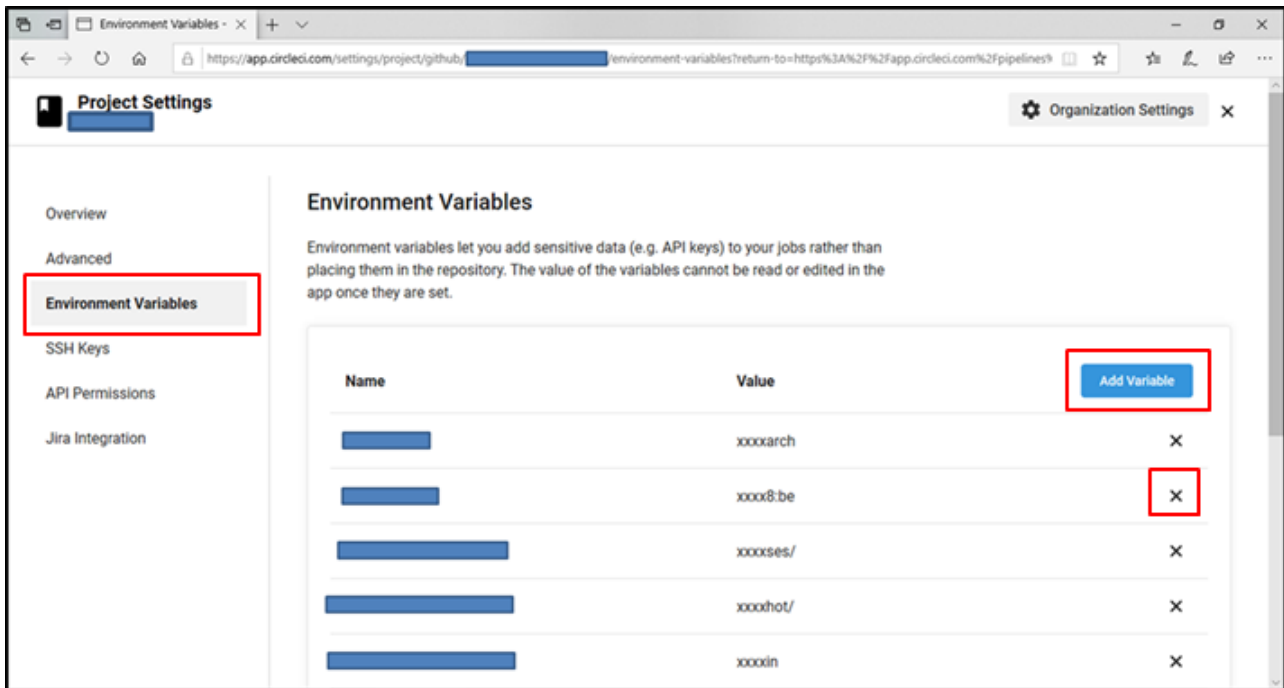 Environment Variables -
https://app.circleci.com/settings/project/github/ /environment-variables?return-to=https%3A%2F%2Fapp.circleci.com%2Fpipelines%
Project Settings
Organization Settings
Overview
Advanced
Environment Variables
SSH Keys
API Permissions
Jira Integration
Environment Variables
Environment variables let you add sensitive data (e.g. API keys) to your jobs rather than
placing them in the repository. The value of the variables cannot be read or edited in the
app once they are set.
Name Value Add Variable
xxxxarch
xxxx8:be
xxxxses/
xxxxhot/
xxxxin